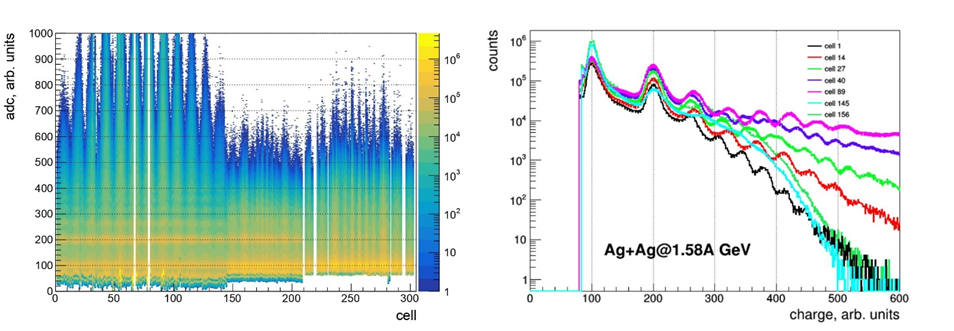 adc, arb. units
1000
900
800
700
600
500
400
300
200
100
0
0 50 100 150 200 250 300
cell
10^6
10^5
10^4
10^3
10^2
10
1
counts
10^6
10^5
10^4
10^3
10^2
10
1
cell 1
cell 14
cell 27
cell 40
cell 89
cell 145
cell 156
Ag+Ag@1.58A GeV
0 100 200 300 400 500 600
charge, arb. units